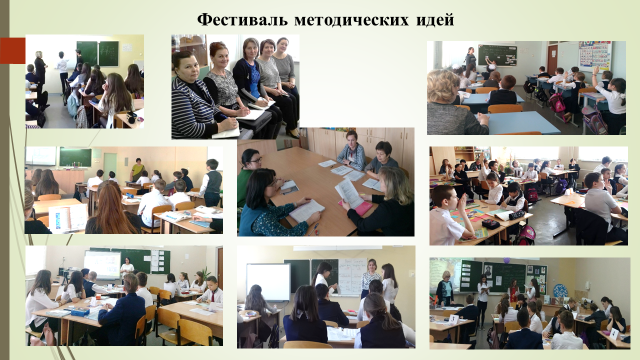 Фестиваль методических идей